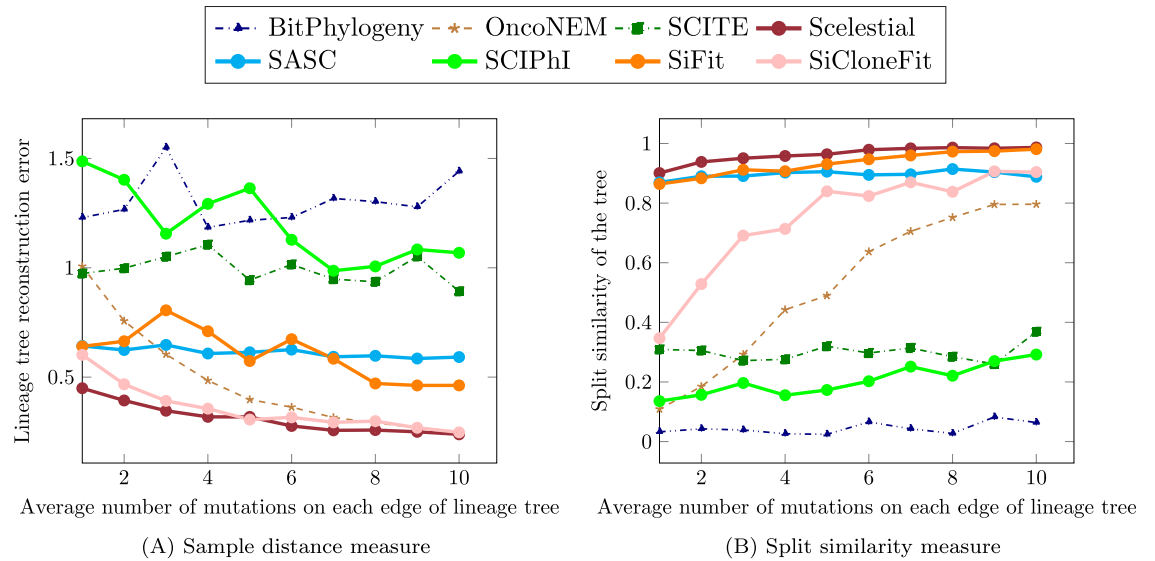 BitPhylogeny OncoNEM SCITE Scelestial
SASC SCIPhI SiFit SiCloneFit
Lineage tree reconstruction error
1.5
1
0.5
2 4 6 8 10
Average number of mutations on each edge of lineage tree
(A) Sample distance measure
Split similarity of the tree
1
0.8
0.6
0.4
0.2
0
2 4 6 8 10
Average number of mutations on each edge of lineage tree
(B) Split similarity measure